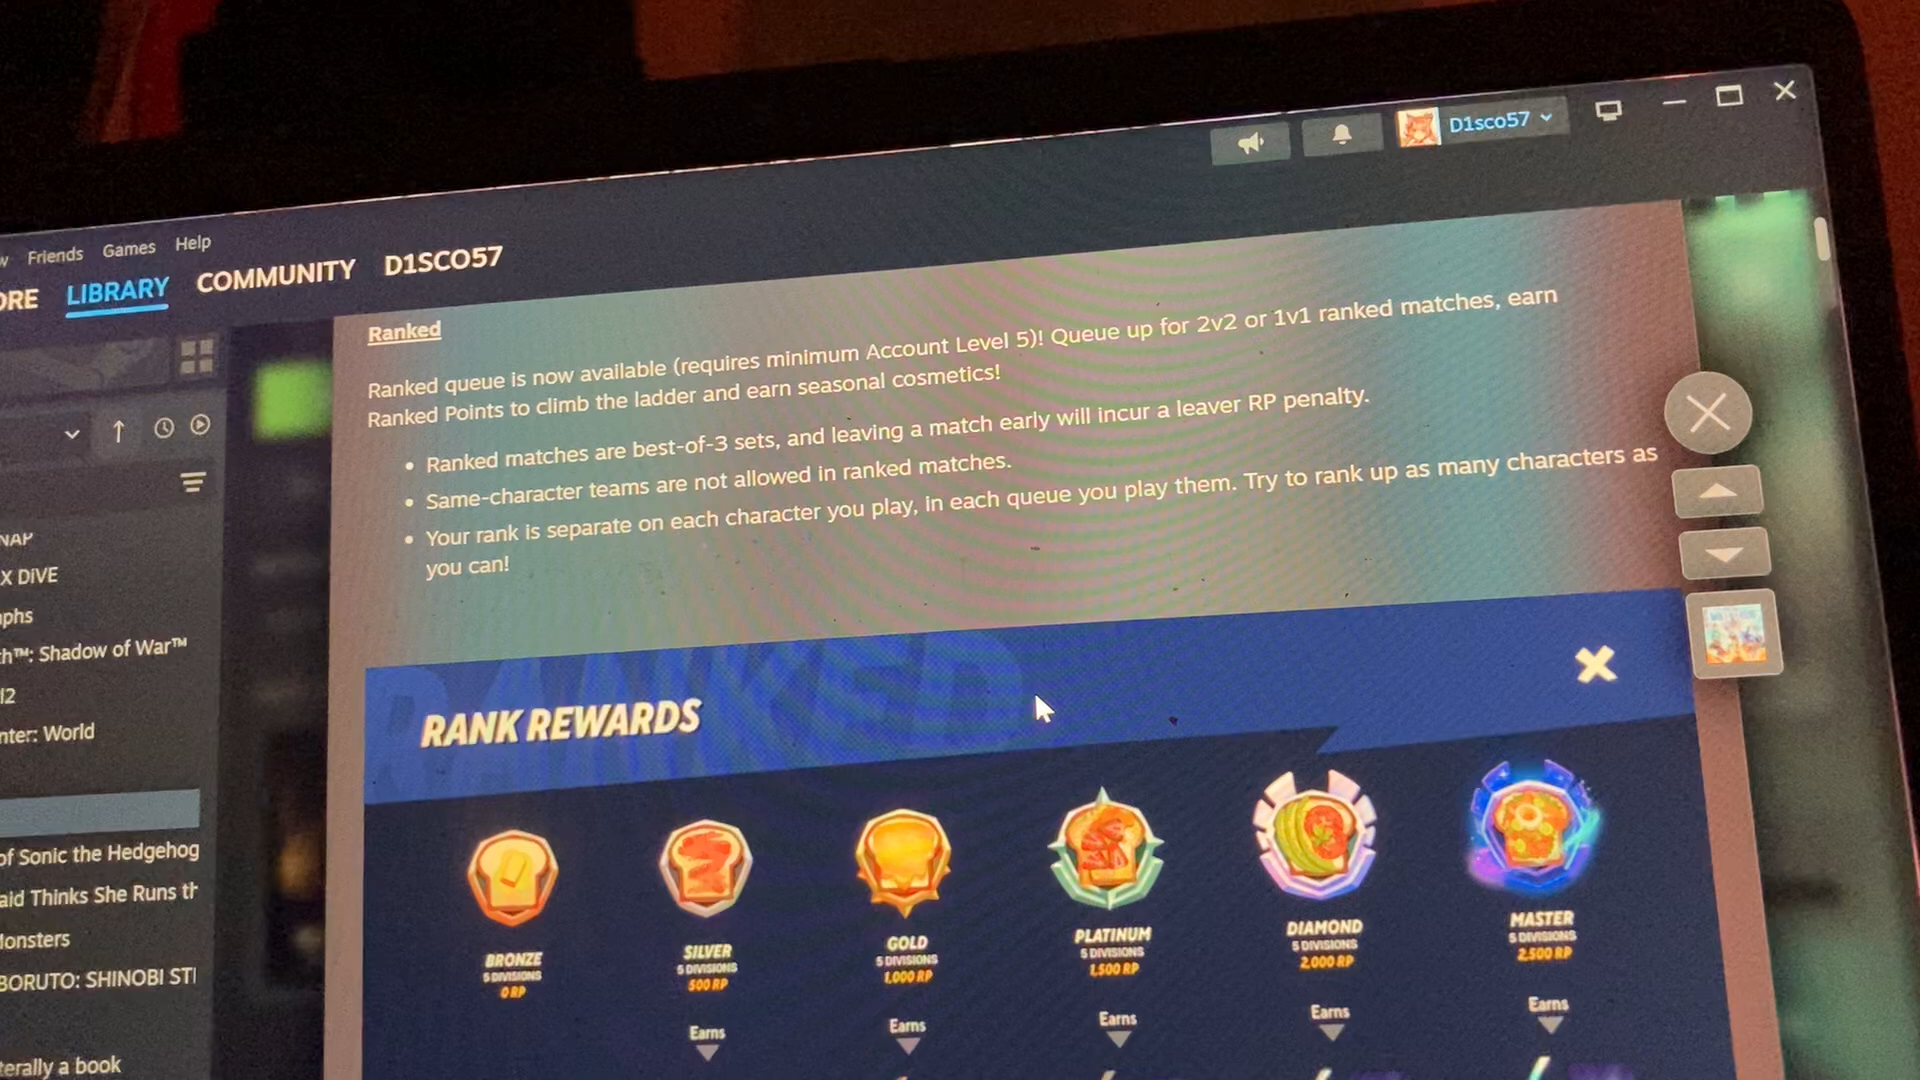 D1sco57
Friends Games Help
LIBRARY COMMUNITY D1SCO57
Ranked
Ranked queue is now available (requires minimum Account Level 5)! Queue up for 2v2 or 1v1 ranked matches, earn
Ranked Points to climb the ladder and earn seasonal cosmetics!
• Ranked matches are best-of-3 sets, and leaving a match early will incur a leaver RP penalty.
• Same-character teams are not allowed in ranked matches.
• Your rank is separate on each character you play, in each queue you play them. Try to rank up as many characters as
you can!
NAP
X DiVE
phs
h™: Shadow of War™
l2
nter: World
of Sonic the Hedgehog
aid Thinks She Runs th
Monsters
BORUTO: SHINOBI STI
terally a book
RANKED
RANK REWARDS
BRONZE
5 DIVISIONS
0 RP
SILVER
5 DIVISIONS
500 RP
Earns
GOLD
5 DIVISIONS
1,000 RP
Earns
PLATINUM
5 DIVISIONS
1,500 RP
Earns
DIAMOND
5 DIVISIONS
2,000 RP
Earns
MASTER
5 DIVISIONS
2,500 RP
Earns